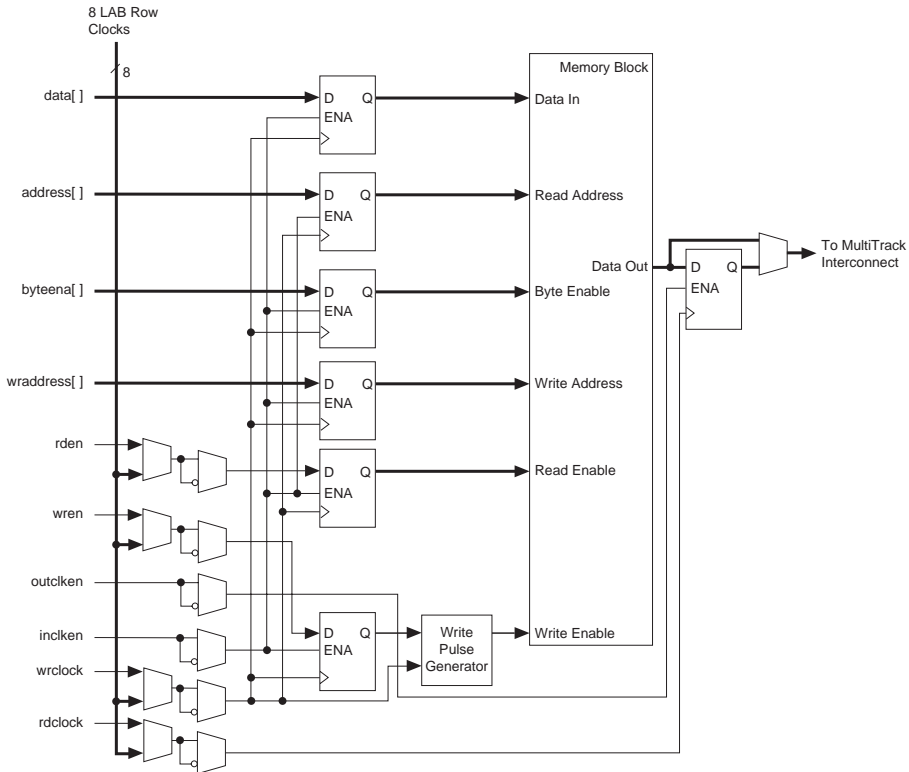 8 LAB Row
Clocks
8
data[ ]
D Q
ENA
Memory Block
Data In
address[ ]
D Q
ENA
Read Address
To MultiTrack
Interconnect
Data Out
D Q
ENA
byteena[ ]
D Q
ENA
Byte Enable
wraddress[ ]
D Q
ENA
Write Address
rden
D Q
ENA
Read Enable
wren
outclken
inclken
D Q
ENA
Write
Pulse
Generator
Write Enable
wrclock
rdclock